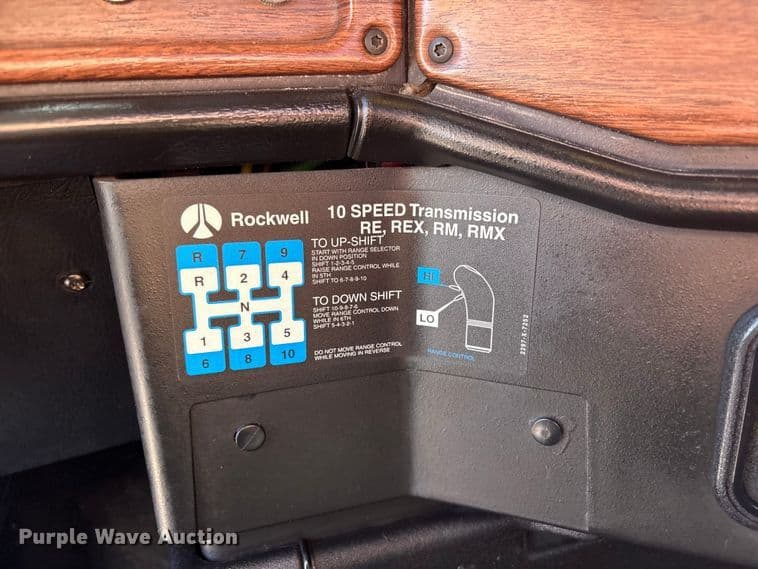 Rockwell
10 SPEED Transmission
RE, REX, RM, RMX
R 7 9
R 2 4
N
1 3 5
6 8 10
TO UP-SHIFT
START WITH RANGE SELECTOR
IN DOWN POSITION
SHIFT 1-2-3-4-5
RAISE RANGE CONTROL WHILE
IN 5TH
SHIFT TO 6-7-8-9-10
TO DOWN SHIFT
SHIFT 10-9-8-7-6
MOVE RANGE CONTROL DOWN
WHILE IN 6TH
SHIFT 5-4-3-2-1
DO NOT MOVE RANGE CONTROL
WHILE MOVING IN REVERSE
HI
LO
RANGE CONTROL
2297-X-7252
Purple Wave Auction